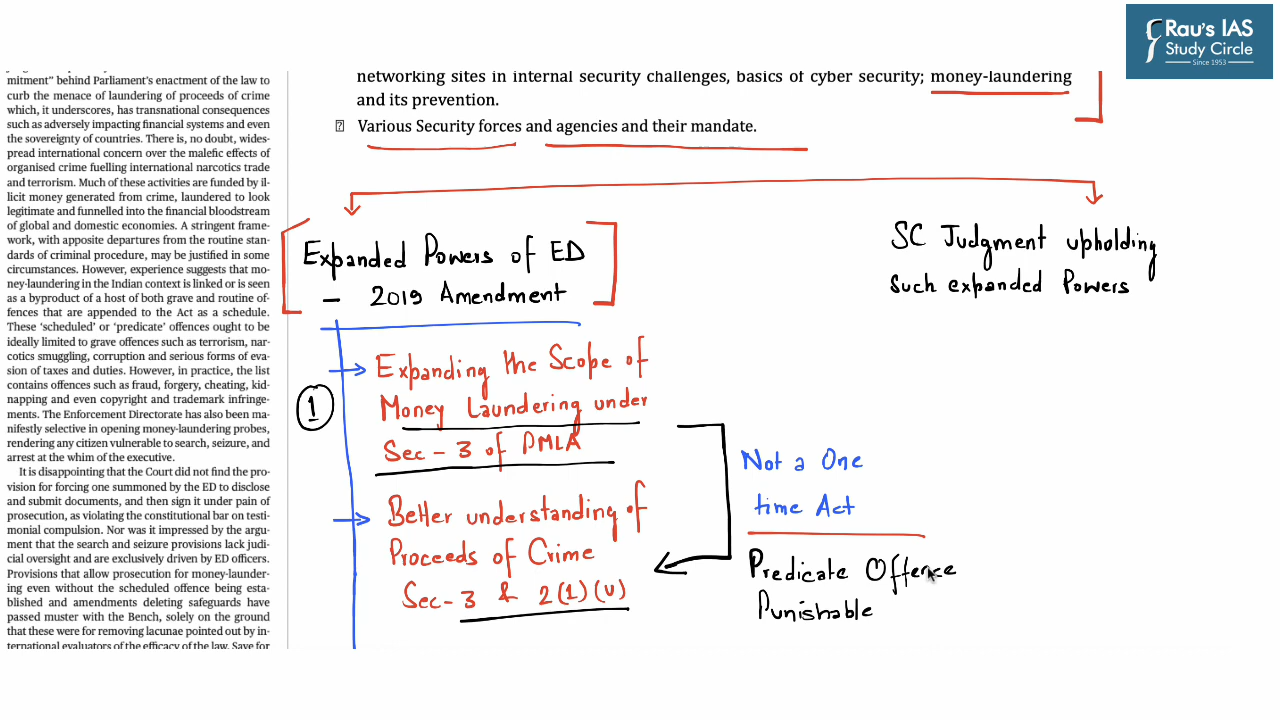 Rau's IAS
Study Circle
Since 1953
mitment” behind Parliament’s enactment of the law to
curb the menace of laundering of proceeds of crime
which, it underscores, has transnational consequences
such as adversely impacting financial systems and even
the sovereignty of countries. There is, no doubt, wides-
pread international concern over the malefic effects of
organised crime fuelling international narcotics trade
and terrorism. Much of these activities are funded by il-
licit money generated from crime, laundered to look
legitimate and funnelled into the financial bloodstream
of global and domestic economies. A stringent frame-
work, with apposite departures from the routine stan-
dards of criminal procedure, may be justified in some
circumstances. However, experience suggests that mo-
ney-laundering in the Indian context is linked or is seen
as a byproduct of a host of both grave and routine of-
fences that are appended to the Act as a schedule.
These ‘scheduled’ or ‘predicate’ offences ought to be
ideally limited to grave offences such as terrorism, nar-
cotics smuggling, corruption and serious forms of eva-
sion of taxes and duties. However, in practice, the list
contains offences such as fraud, forgery, cheating, kid-
napping and even copyright and trademark infringe-
ments. The Enforcement Directorate has also been ma-
nifestly selective in opening money-laundering probes,
rendering any citizen vulnerable to search, seizure, and
arrest at the whim of the executive.
It is disappointing that the Court did not find the pro-
vision for forcing one summoned by the ED to disclose
and submit documents, and then sign it under pain of
prosecution, as violating the constitutional bar on testi-
monial compulsion. Nor was it impressed by the argu-
ment that the search and seizure provisions lack judi-
cial oversight and are exclusively driven by ED officers.
Provisions that allow prosecution for money-launder-
ing even without the scheduled offence being esta-
blished and amendments deleting safeguards have
passed muster with the Bench, solely on the ground
that these were for removing lacunae pointed out by in-
ternational evaluators of the efficacy of the law. Save for
networking sites in internal security challenges, basics of cyber security; money-laundering
and its prevention.
Various Security forces and agencies and their mandate.
Expanded Powers of ED
– 2019 Amendment
SC Judgment upholding
Such expanded Powers
1
Expanding the Scope of
Money Laundering under
Sec – 3 of PMLA
Better understanding of
Proceeds of Crime
Sec – 3 & 2(1)(u)
Not a One
time Act
Predicate Offence
Punishable